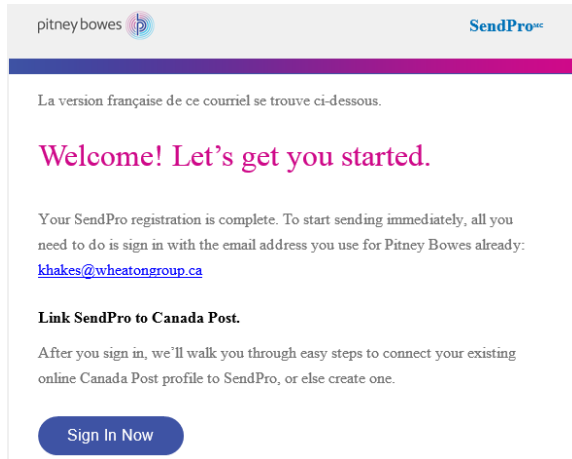 pitney bowes
SendProᴹᶜ
La version française de ce courriel se trouve ci-dessous.
Welcome! Let’s get you started.
Your SendPro registration is complete. To start sending immediately, all you
need to do is sign in with the email address you use for Pitney Bowes already:
khakes@wheatongroup.ca
Link SendPro to Canada Post.
After you sign in, we’ll walk you through easy steps to connect your existing
online Canada Post profile to SendPro, or else create one.
Sign In Now